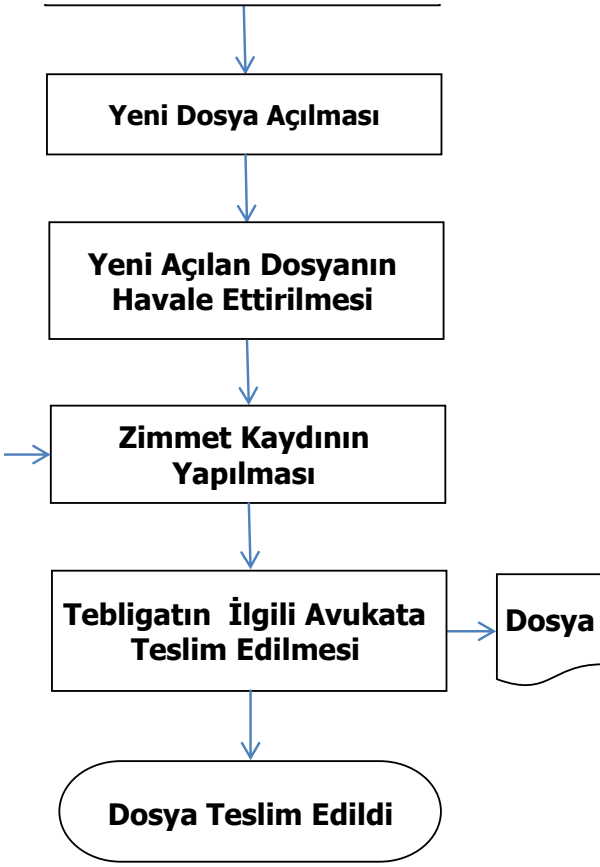 Yeni Dosya Açılması
Yeni Açılan Dosyanın
Havale Ettirilmesi
Zimmet Kaydının
Yapılması
Tebligatın İlgili Avukata
Teslim Edilmesi
Dosya
Dosya Teslim Edildi